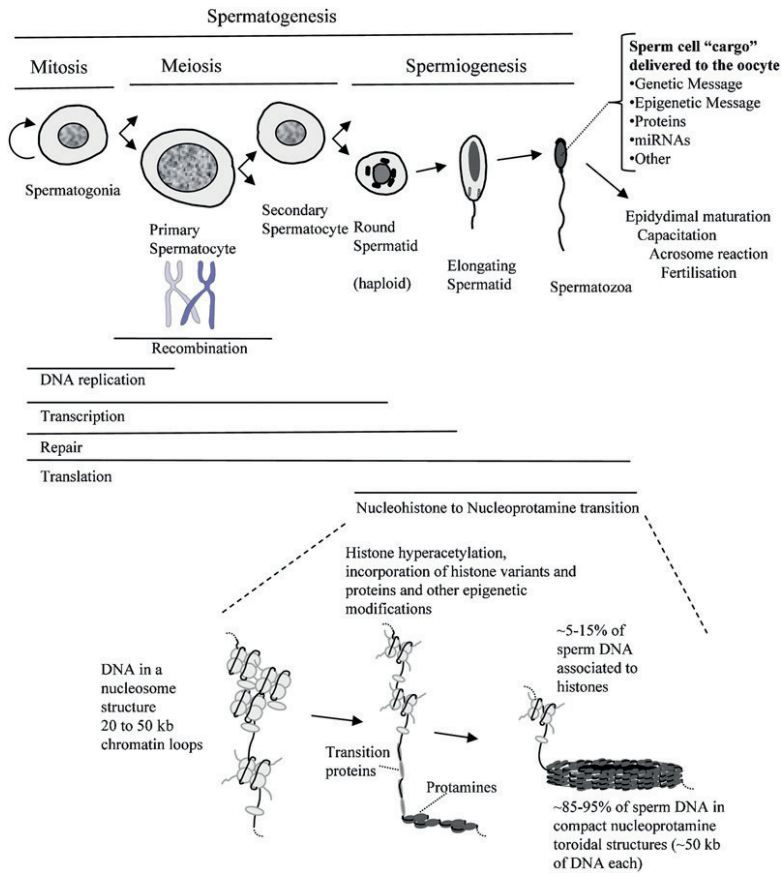 Spermatogenesis
Mitosis
Meiosis
Spermiogenesis
Sperm cell “cargo”
delivered to the oocyte
•Genetic Message
•Epigenetic Message
•Proteins
•miRNAs
•Other
Spermatogonia
Primary
Spermatocyte
Secondary
Spermatocyte
Round
Spermatid
(haploid)
Elongating
Spermatid
Spermatozoa
Epidydimal maturation
Capacitation
Acrosome reaction
Fertilisation
Recombination
DNA replication
Transcription
Repair
Translation
Nucleohistone to Nucleoprotamine transition
Histone hyperacetylation,
incorporation of histone variants and
proteins and other epigenetic
modifications
DNA in a
nucleosome
structure
20 to 50 kb
chromatin loops
Transition
proteins
Protamines
~5-15% of
sperm DNA
associated to
histones
~85-95% of sperm DNA in
compact nucleoprotamine
toroidal structures (~50 kb
of DNA each)